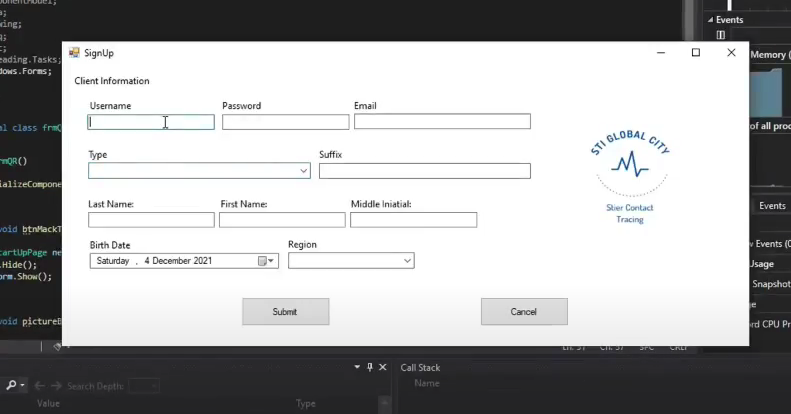 ponentModel;
wing;
eading.Tasks;
dows.Forms;
al class frmQ
rmQR()
ializeCompone
void btnMackT
tartUpPage ne
.Hide();
orm.Show();
void pictureB
Events
Memory (
of all proc
Events
w Events (0
Usage
Snapshot
rd CPU Pr
SignUp
Client Information
Username Password Email
Type Suffix
Last Name: First Name: Middle Iniatial:
Birth Date Region
Saturday , 4 December 2021
Submit Cancel
STI GLOBAL CITY
Stier Contact
Tracing
Search Depth:
Value Type
Call Stack
Name